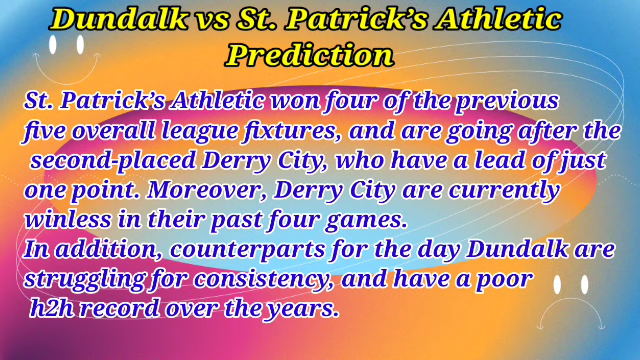 Dundalk vs St. Patrick’s Athletic
Prediction
St. Patrick’s Athletic won four of the previous
five overall league fixtures, and are going after the
second-placed Derry City, who have a lead of just
one point. Moreover, Derry City are currently
winless in their past four games.
In addition, counterparts for the day Dundalk are
struggling for consistency, and have a poor
h2h record over the years.